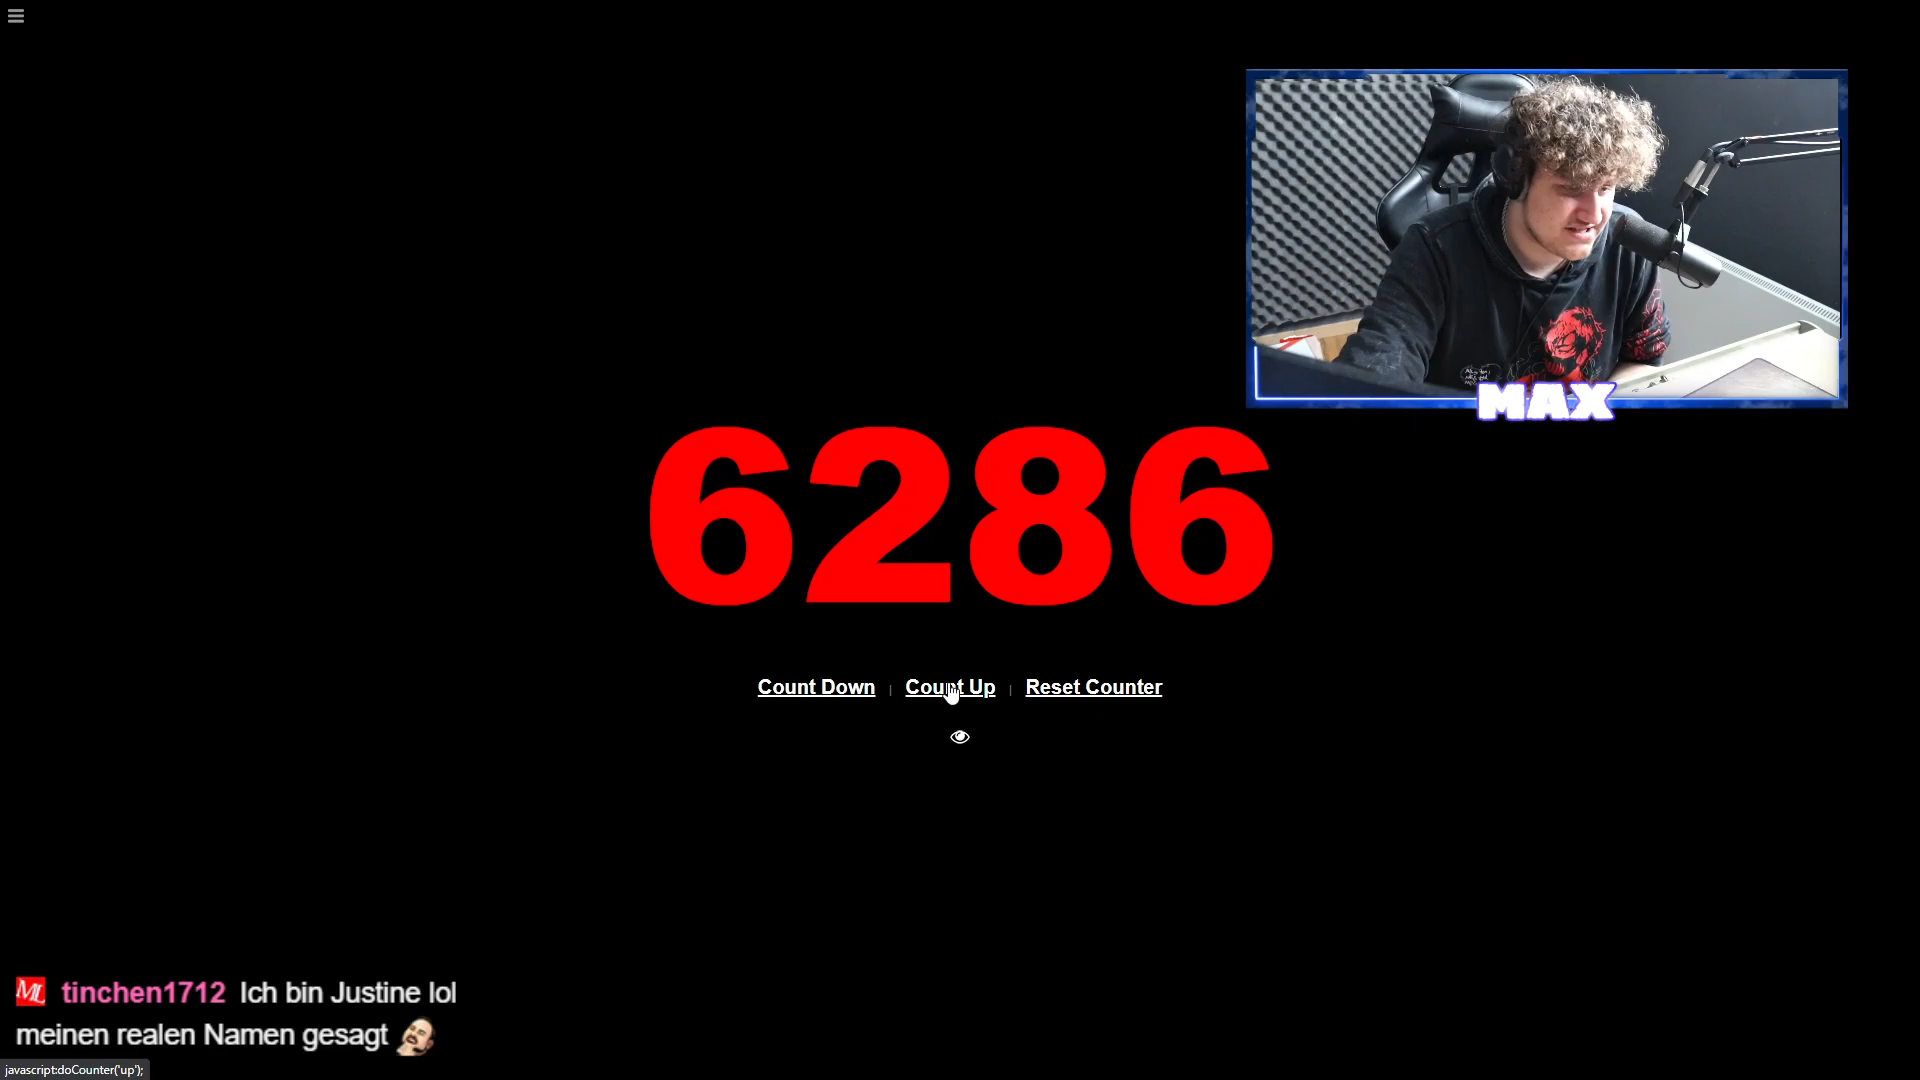 MAX
6286
Count Down | Count Up | Reset Counter
ML tinchen1712 Ich bin Justine lol
meinen realen Namen gesagt
javascript:doCounter('up');